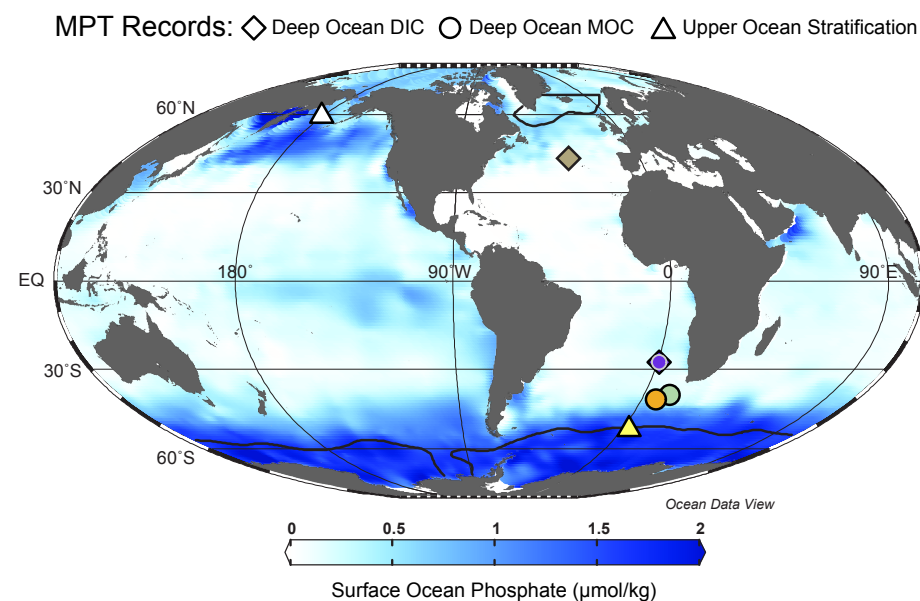 MPT Records: Deep Ocean DIC Deep Ocean MOC Upper Ocean Stratification
60˚N
30˚N
180˚ 90˚W 0˚ 90˚E
EQ
30˚S
60˚S
Ocean Data View
0 0.5 1 1.5 2
Surface Ocean Phosphate (μmol/kg)